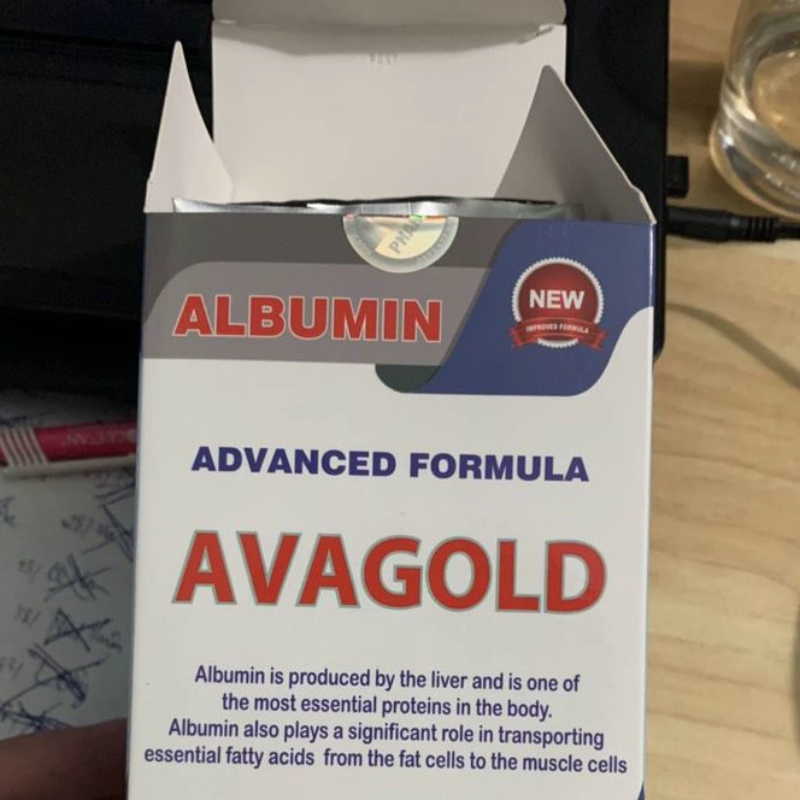 ALBUMIN
NEW
IMPROVED FORMULA
ADVANCED FORMULA
AVAGOLD
Albumin is produced by the liver and is one of
the most essential proteins in the body.
Albumin also plays a significant role in transporting
essential fatty acids from the fat cells to the muscle cells